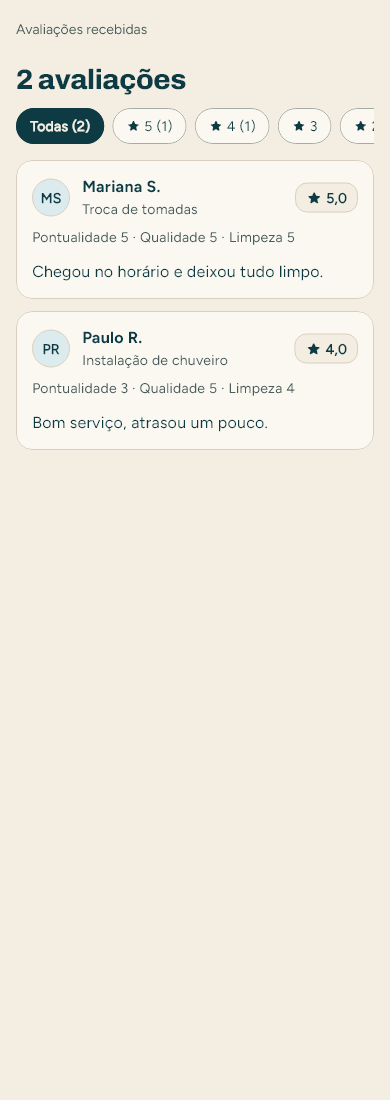 Avaliações recebidas
2 avaliações
Todas (2) ★ 5 (1) ★ 4 (1) ★ 3 ★
MS Mariana S. ★ 5,0
Troca de tomadas
Pontualidade 5 · Qualidade 5 · Limpeza 5
Chegou no horário e deixou tudo limpo.
PR Paulo R. ★ 4,0
Instalação de chuveiro
Pontualidade 3 · Qualidade 5 · Limpeza 4
Bom serviço, atrasou um pouco.